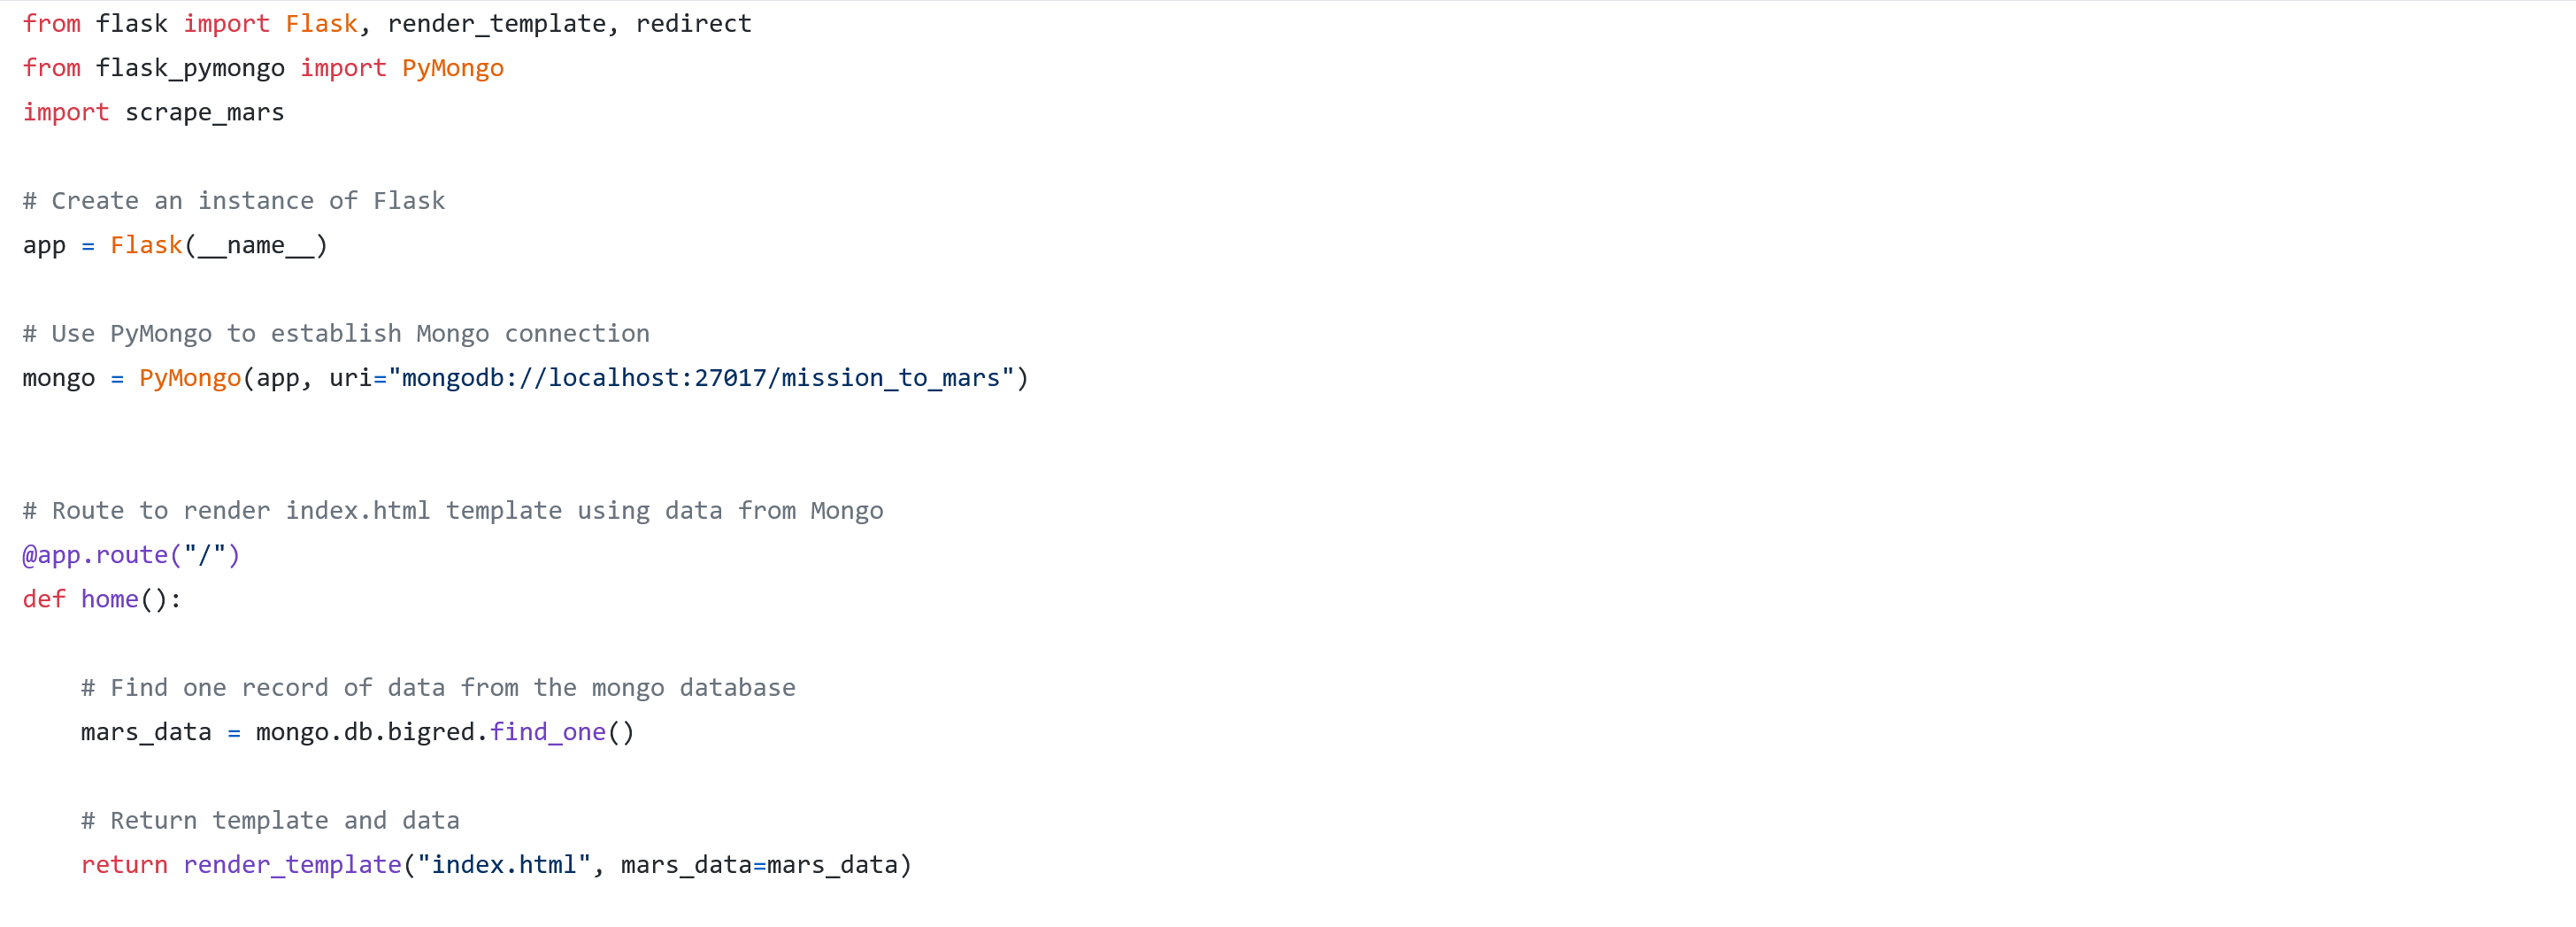 from flask import Flask, render_template, redirect
from flask_pymongo import PyMongo
import scrape_mars
# Create an instance of Flask
app = Flask(__name__)
# Use PyMongo to establish Mongo connection
mongo = PyMongo(app, uri="mongodb://localhost:27017/mission_to_mars")
# Route to render index.html template using data from Mongo
@app.route("/")
def home():
    # Find one record of data from the mongo database
    mars_data = mongo.db.bigred.find_one()
    # Return template and data
    return render_template("index.html", mars_data=mars_data)